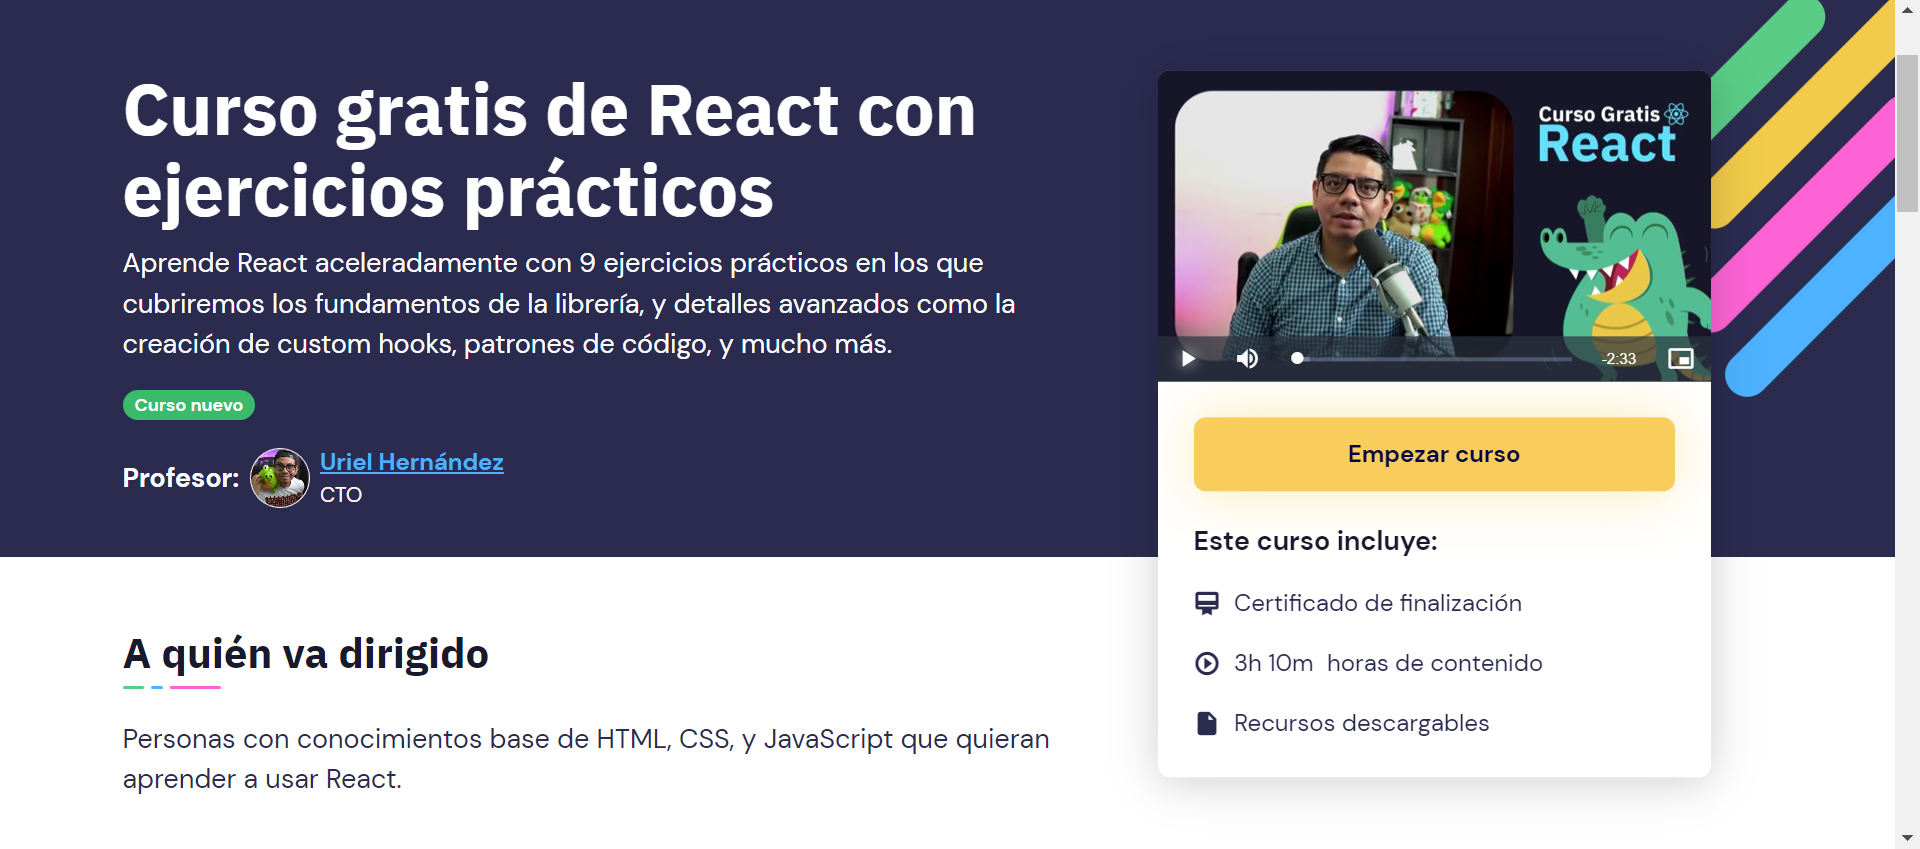 Curso gratis de React con
ejercicios prácticos
Aprende React aceleradamente con 9 ejercicios prácticos en los que
cubriremos los fundamentos de la librería, y detalles avanzados como la
creación de custom hooks, patrones de código, y mucho más.
Curso nuevo
Profesor:
Uriel Hernández
CTO
Curso Gratis
React
-2:33
Empezar curso
Este curso incluye:
Certificado de finalización
3h 10m horas de contenido
Recursos descargables
A quién va dirigido
Personas con conocimientos base de HTML, CSS, y JavaScript que quieran
aprender a usar React.